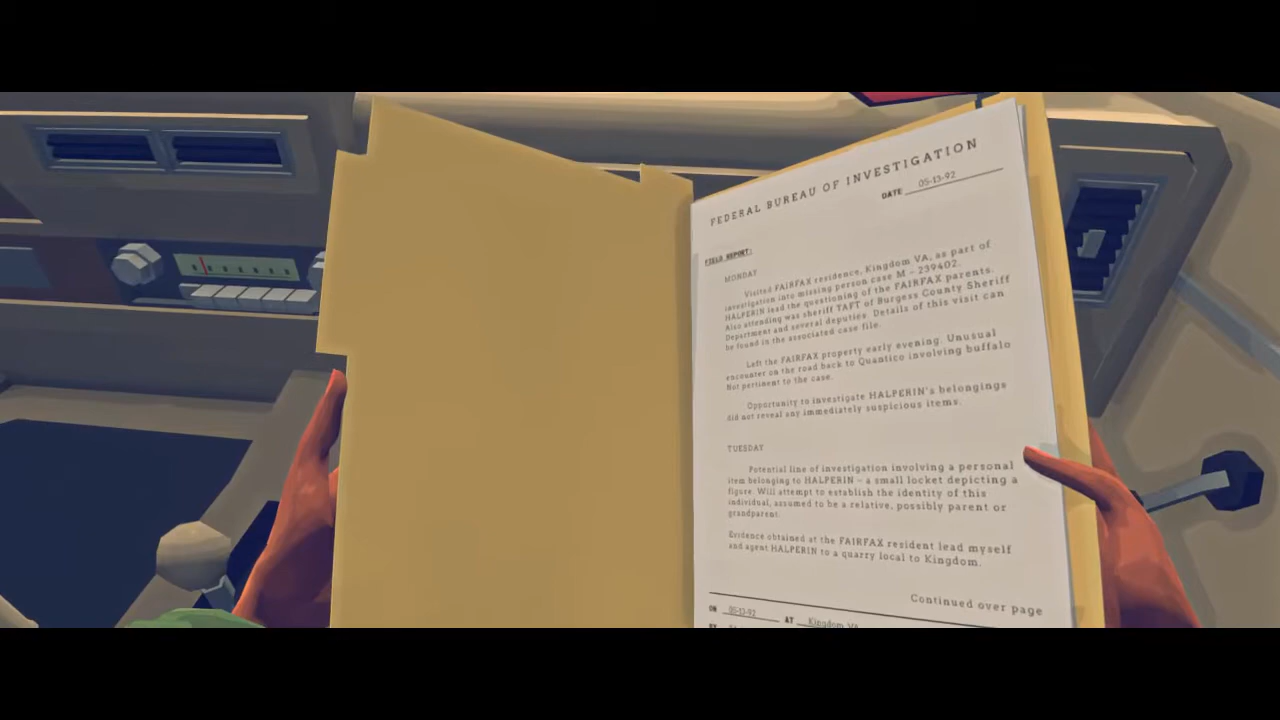 FEDERAL BUREAU OF INVESTIGATION
DATE 05-13-92
FIELD REPORT:
MONDAY
Visited FAIRFAX residence, Kingdom VA, as part of
investigation into missing person case M - 239402.
HALPERIN lead the questioning of the FAIRFAX parents.
Also attending was sheriff TAFT of Burgess County Sheriff
Department and several deputies. Details of this visit can
be found in the associated case file.
Left the FAIRFAX property early evening. Unusual
encounter on the road back to Quantico involving buffalo
Not pertinent to the case.
Opportunity to investigate HALPERIN's belongings
did not reveal any immediately suspicious items.
TUESDAY
Potential line of investigation involving a personal
item belonging to HALPERIN - a small locket depicting a
figure. Will attempt to establish the identity of this
individual, assumed to be a relative, possibly parent or
grandparent.
Evidence obtained at the FAIRFAX resident lead myself
and agent HALPERIN to a quarry local to Kingdom.
Continued over page
ON 05-13-92 AT Kingdom VA